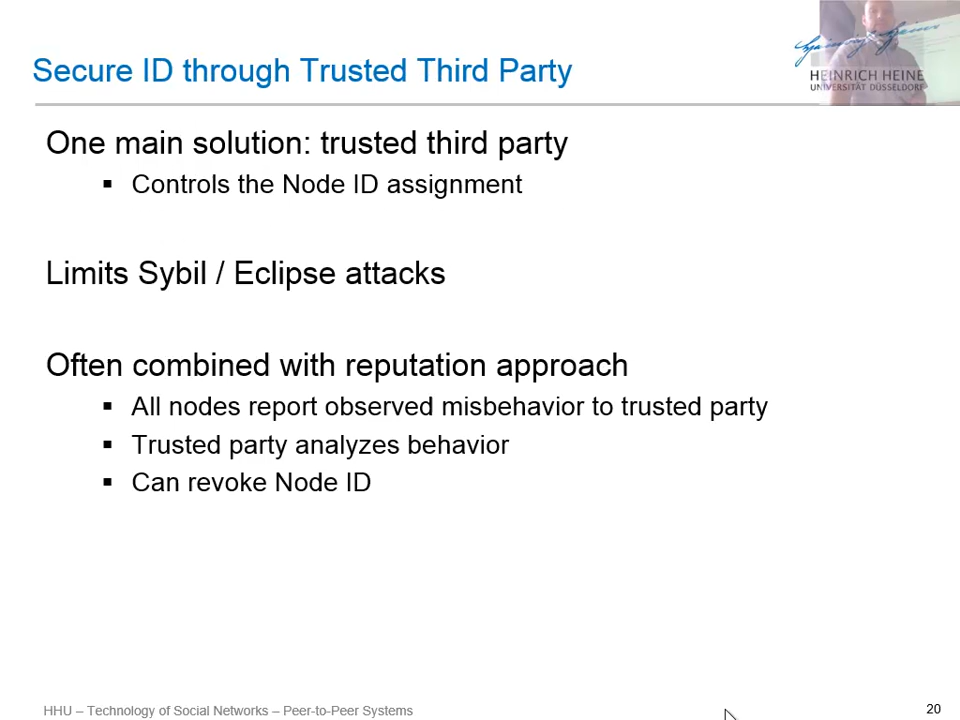 Secure ID through Trusted Third Party
HEINRICH HEINE
UNIVERSITÄT DÜSSELDORF
One main solution: trusted third party
▪ Controls the Node ID assignment
Limits Sybil / Eclipse attacks
Often combined with reputation approach
▪ All nodes report observed misbehavior to trusted party
▪ Trusted party analyzes behavior
▪ Can revoke Node ID
HHU – Technology of Social Networks – Peer-to-Peer Systems
20